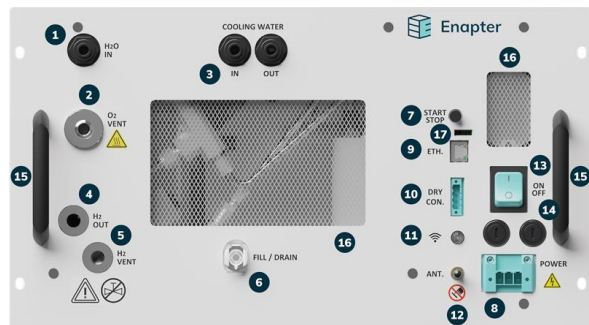 COOLING WATER
Enapter
1
H₂O
IN
3
IN
OUT
16
2
O₂
VENT
7
START
STOP
17
9
ETH.
13
15
10
DRY
CON.
ON
OFF
15
4
H₂
OUT
14
5
H₂
VENT
11
16
FILL / DRAIN
6
ANT.
POWER
12
8